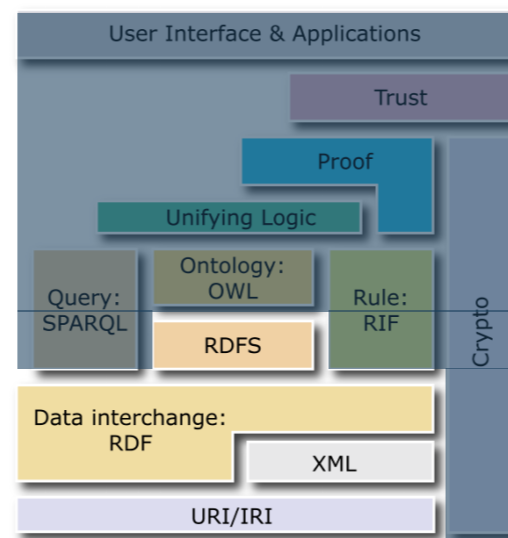 User Interface & Applications
Trust
Proof
Unifying Logic
Query:
SPARQL
Ontology:
OWL
Rule:
RIF
RDFS
Crypto
Data interchange:
RDF
XML
URI/IRI